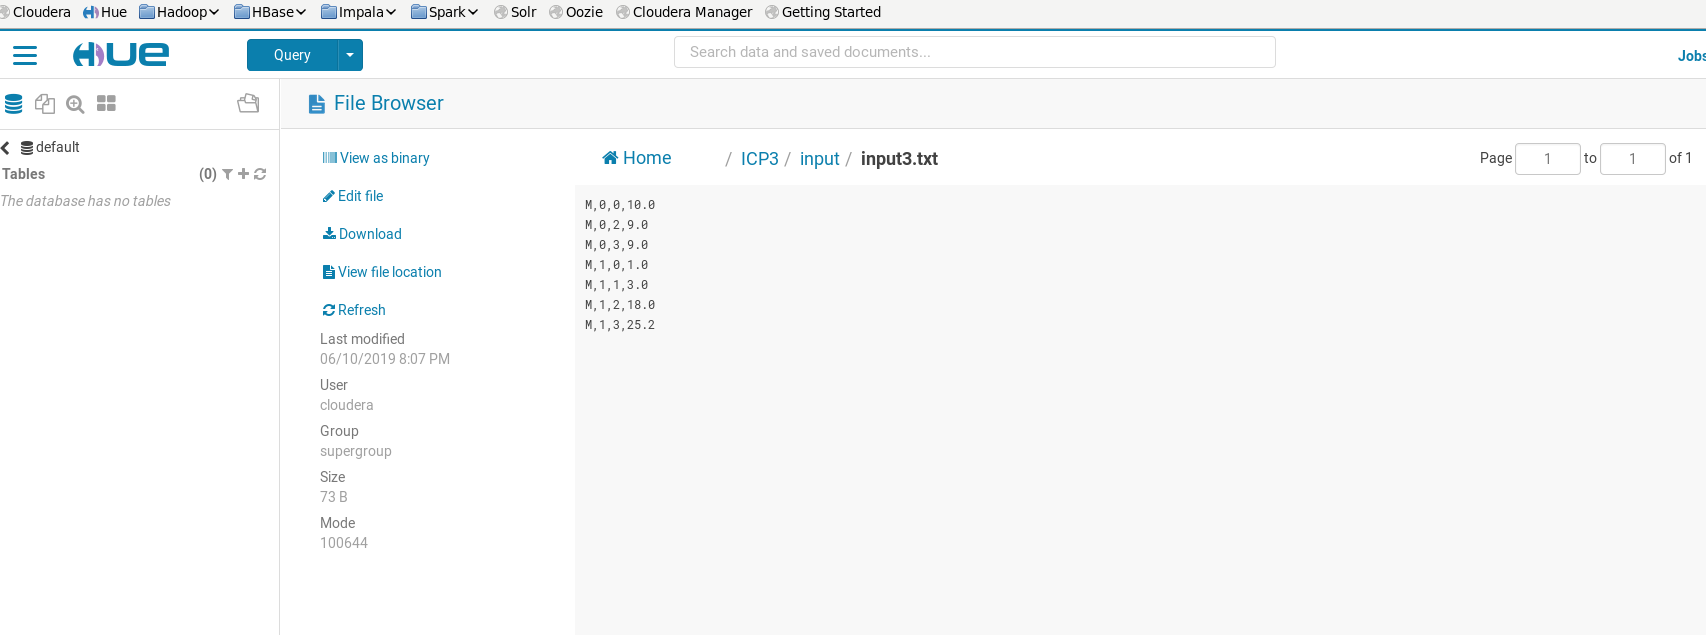 Cloudera Hue Hadoop HBase Impala Spark Solr Oozie Cloudera Manager Getting Started
HUE Query Search data and saved documents... Jobs
File Browser
default
Tables (0)
The database has no tables
View as binary
Edit file
Download
View file location
Refresh
Last modified
06/10/2019 8:07 PM
User
cloudera
Group
supergroup
Size
73 B
Mode
100644
Home / ICP3 / input / input3.txt Page 1 to 1 of 1
M,0,0,10.0
M,0,2,9.0
M,0,3,9.0
M,1,0,1.0
M,1,1,3.0
M,1,2,18.0
M,1,3,25.2